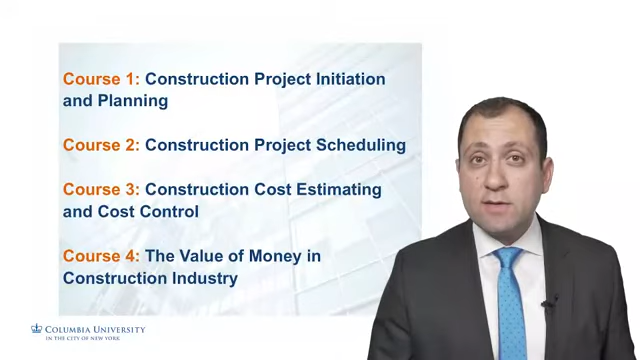 Course 1: Construction Project Initiation
and Planning
Course 2: Construction Project Scheduling
Course 3: Construction Cost Estimating
and Cost Control
Course 4: The Value of Money in
Construction Industry
COLUMBIA UNIVERSITY
IN THE CITY OF NEW YORK